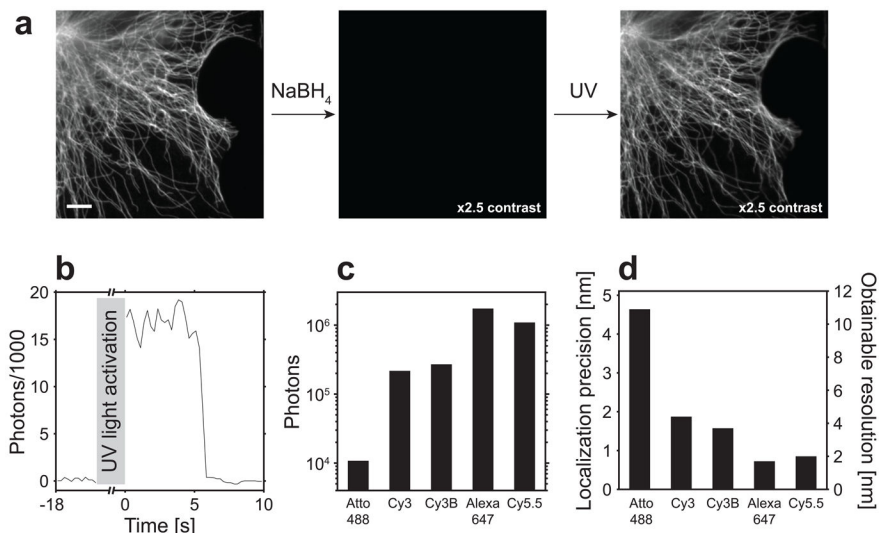 a
NaBH4
UV
x2.5 contrast
x2.5 contrast
b
Photons/1000
20
15
10
5
0
UV light activation
-18
0
5
10
Time [s]
c
Photons
10^6
10^5
10^4
Atto 488
Cy3
Cy3B
Alexa 647
Cy5.5
d
Localization precision [nm]
5
4
3
2
1
0
Obtainable resolution [nm]
12
10
8
6
4
2
0
Atto 488
Cy3
Cy3B
Alexa 647
Cy5.5